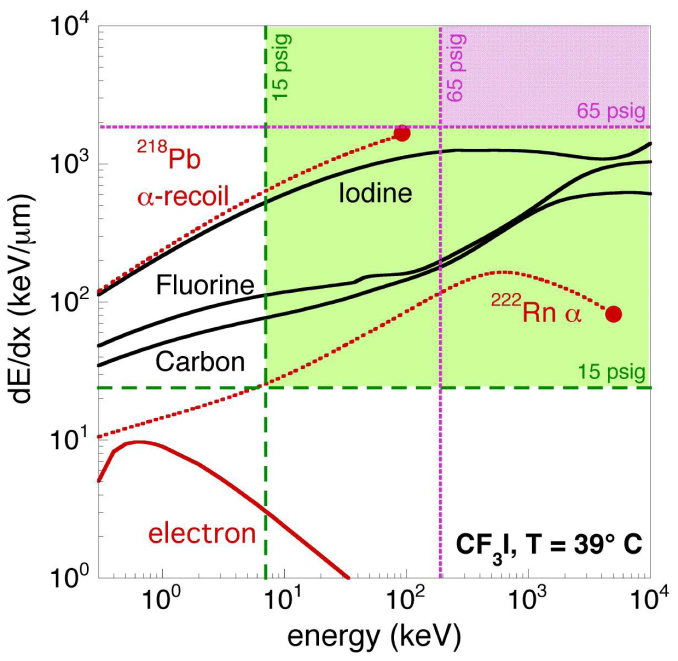 10⁴
15 psig
65 psig
65 psig
²¹⁸Pb
α-recoil
10³
Iodine
dE/dx (keV/μm)
Fluorine
10²
²²²Rn α
Carbon
15 psig
10¹
electron
CF₃I, T = 39° C
10⁰
10⁰ 10¹ 10² 10³ 10⁴
energy (keV)